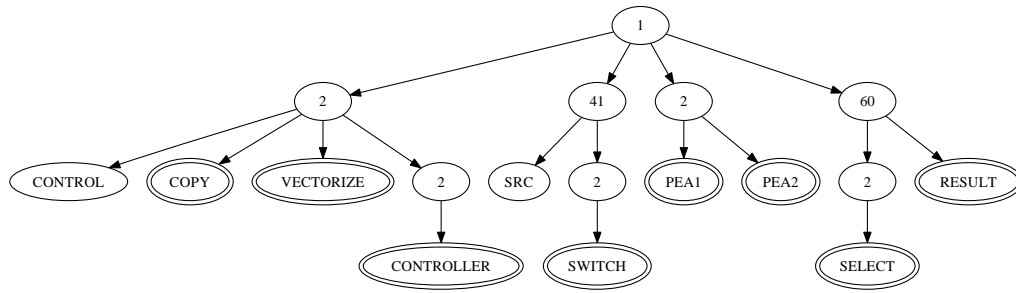 1
2 41 2 60
CONTROL COPY VECTORIZE 2 SRC 2 PEA1 PEA2 2 RESULT
CONTROLLER SWITCH SELECT